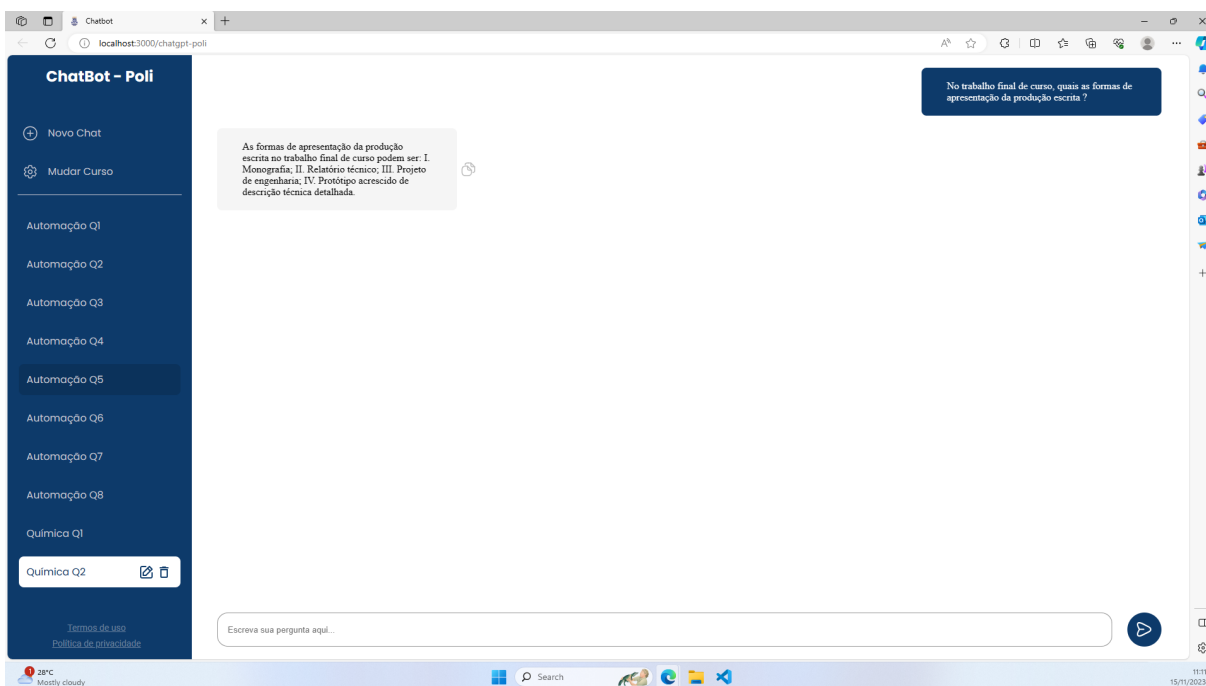 Chatbot
localhost:3000/chatgpt-poli
ChatBot - Poli
Novo Chat
Mudar Curso
Automação Q1
Automação Q2
Automação Q3
Automação Q4
Automação Q5
Automação Q6
Automação Q7
Automação Q8
Química Q1
Química Q2
Termos de uso
Política de privacidade
No trabalho final de curso, quais as formas de
apresentação da produção escrita ?
As formas de apresentação da produção
escrita no trabalho final de curso podem ser: I.
Monografia; II. Relatório técnico; III. Projeto
de engenharia; IV. Protótipo acrescido de
descrição técnica detalhada.
Escreva sua pergunta aqui...
1
28°C
Mostly cloudy
Search
11:11
15/11/2023